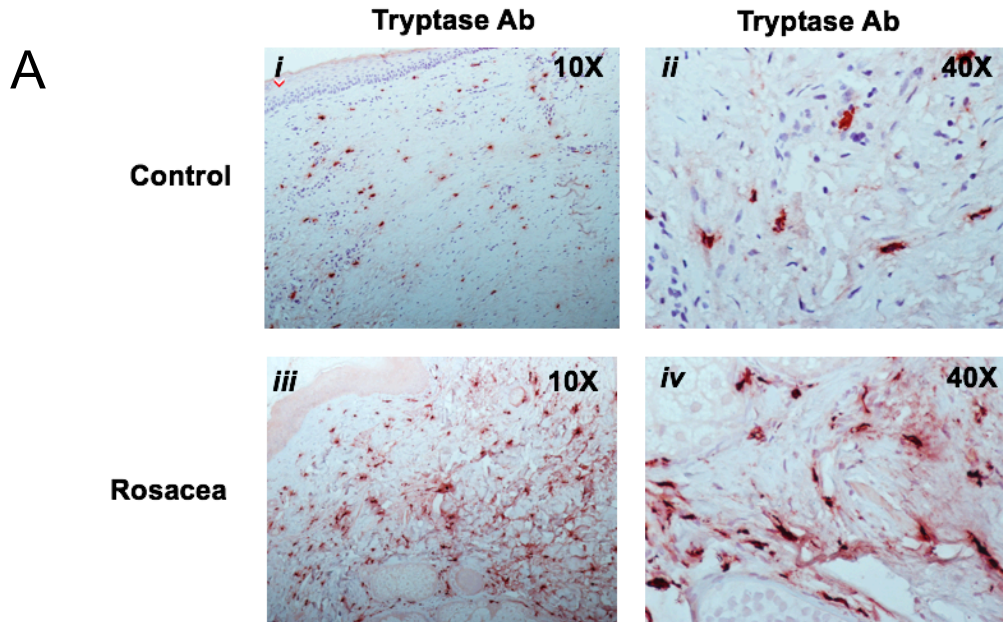 Tryptase Ab
Tryptase Ab
A
i
10X
ii
40X
Control
iii
10X
iv
40X
Rosacea